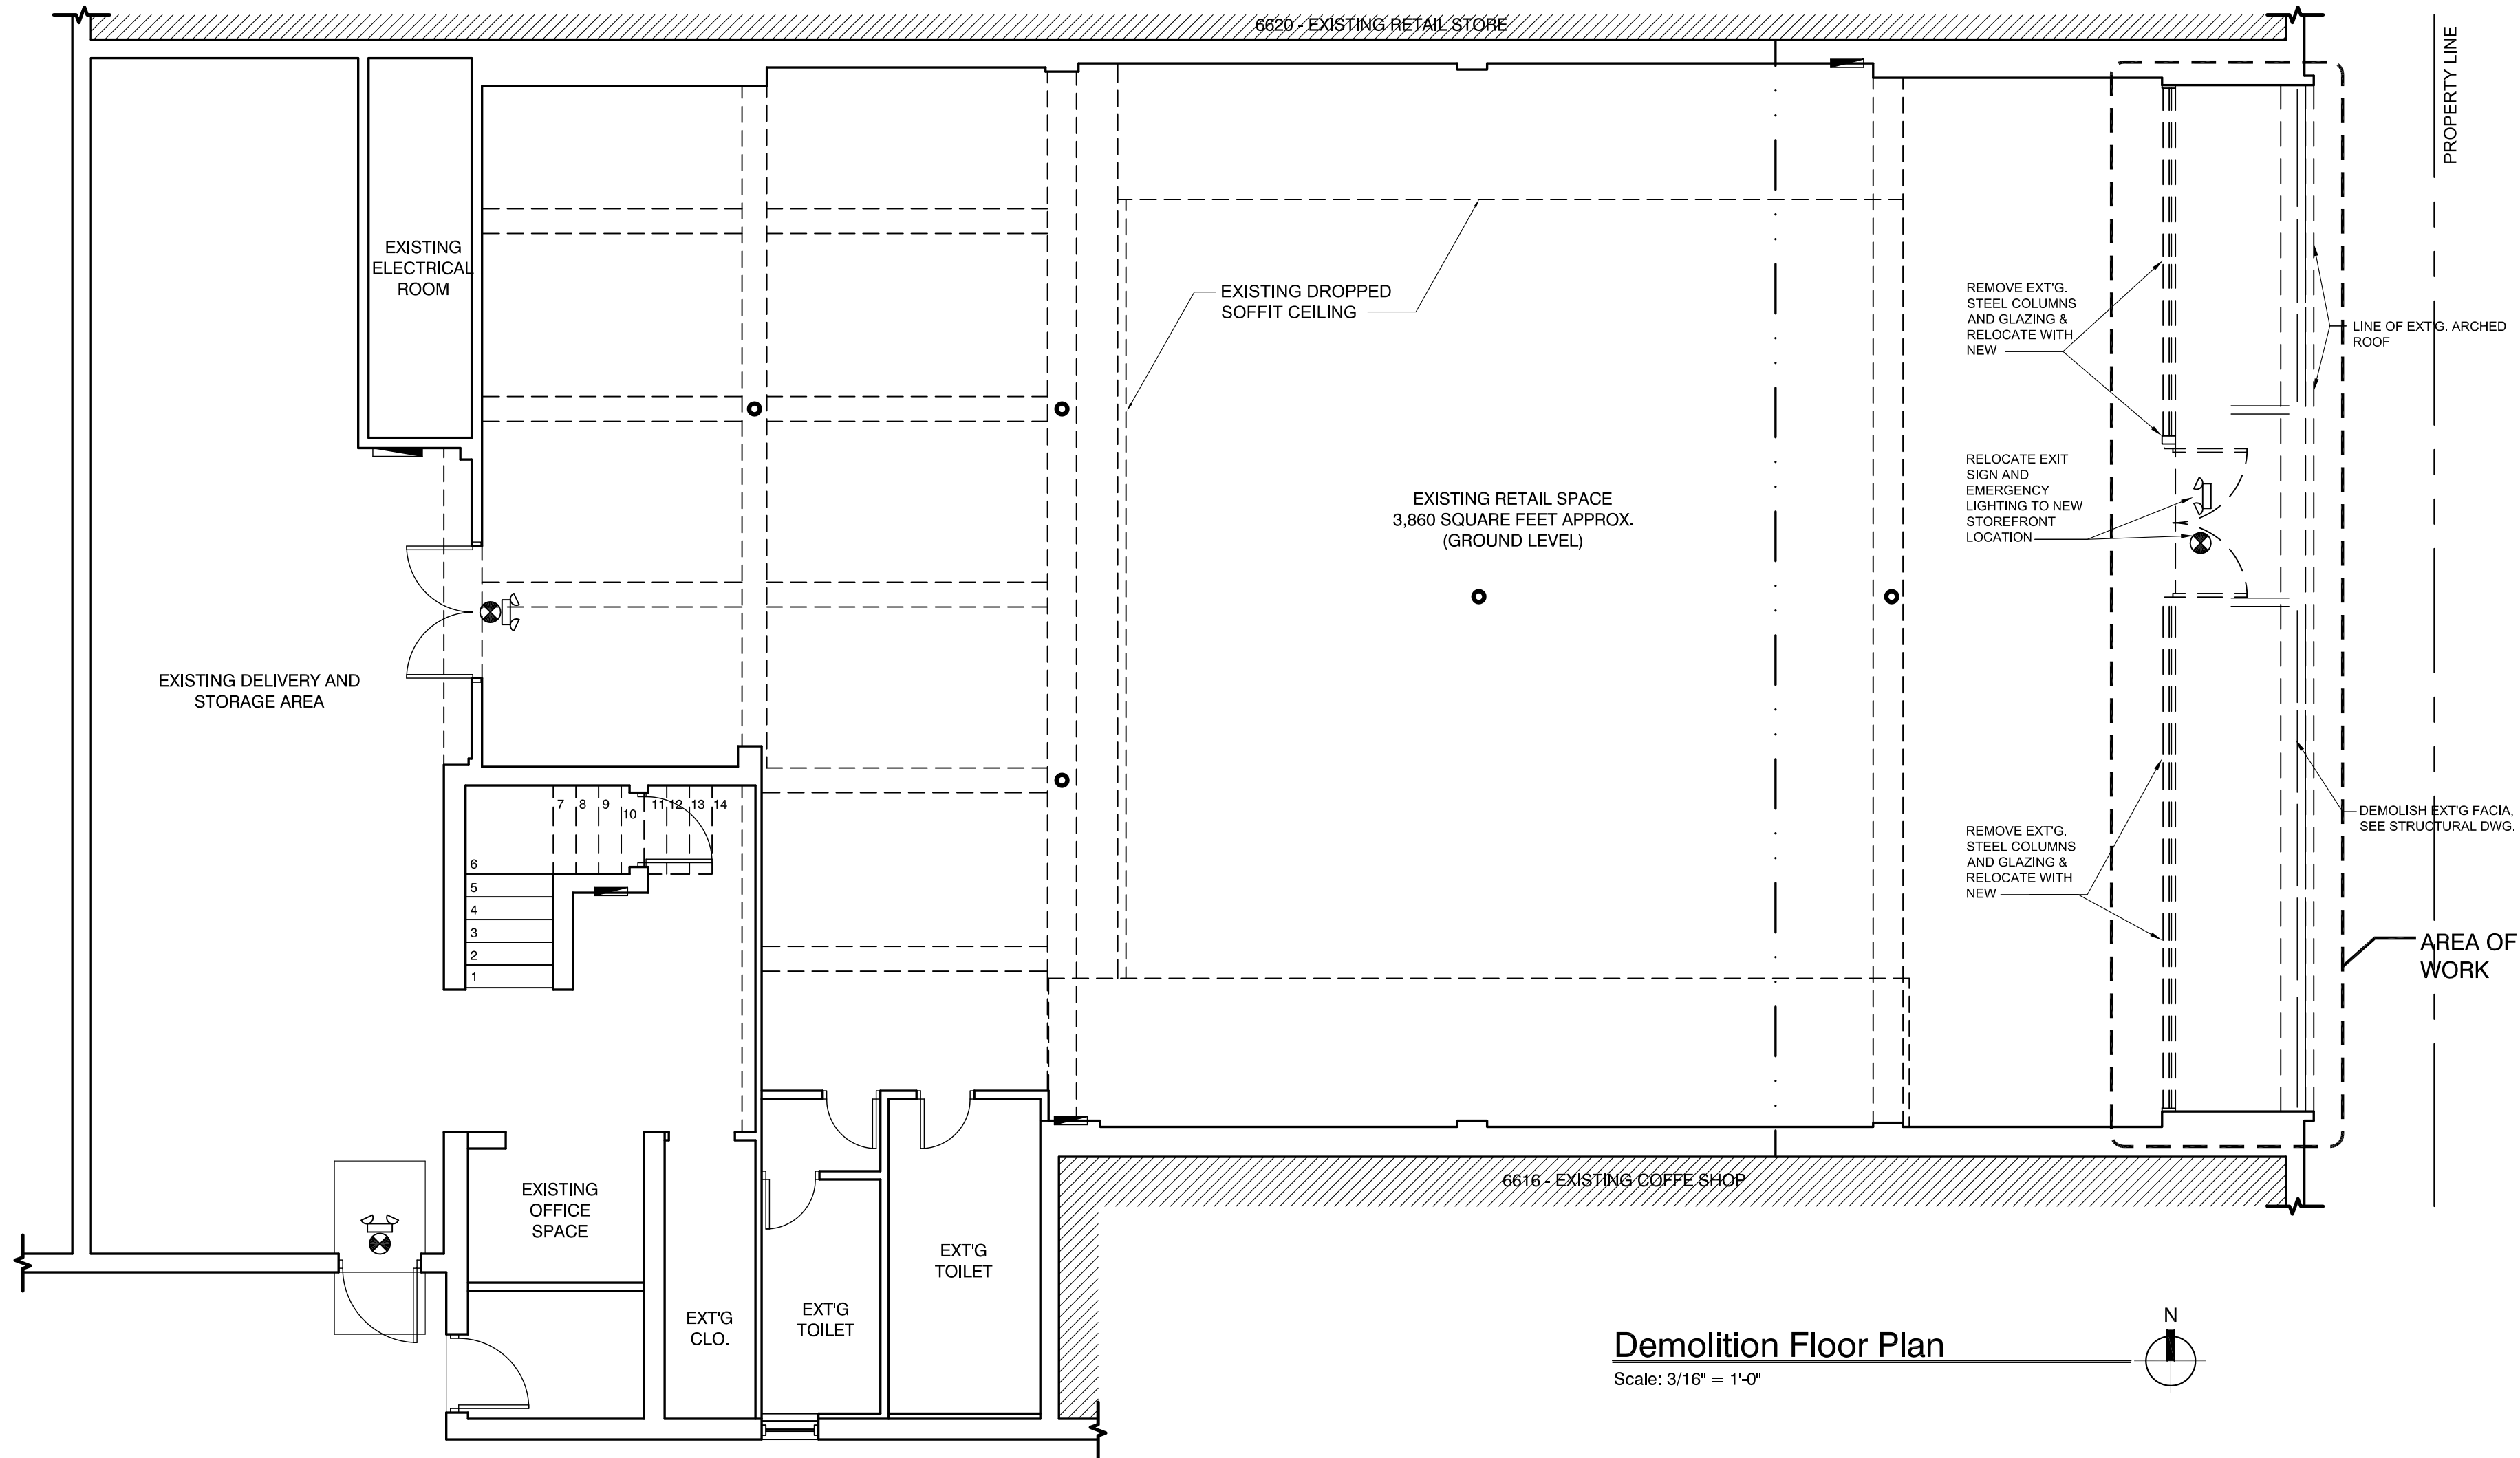 6620 - EXISTING RETAIL STORE
PROPERTY LINE
EXISTING
ELECTRICAL
ROOM
EXISTING DROPPED
SOFFIT CEILING
REMOVE EXT'G.
STEEL COLUMNS
AND GLAZING &
RELOCATE WITH
NEW
LINE OF EXT'G. ARCHED
ROOF
RELOCATE EXIT
SIGN AND
EMERGENCY
LIGHTING TO NEW
STOREFRONT
LOCATION
EXISTING RETAIL SPACE
3,860 SQUARE FEET APPROX.
(GROUND LEVEL)
EXISTING DELIVERY AND
STORAGE AREA
7 8 9 10 11 12 13 14
6
5
4
3
2
1
REMOVE EXT'G.
STEEL COLUMNS
AND GLAZING &
RELOCATE WITH
NEW
DEMOLISH EXT'G FACIA,
SEE STRUCTURAL DWG.
AREA OF
WORK
6616 - EXISTING COFFE SHOP
EXISTING
OFFICE
SPACE
EXT'G
CLO.
EXT'G
TOILET
EXT'G
TOILET
Demolition Floor Plan
Scale: 3/16" = 1'-0"
N